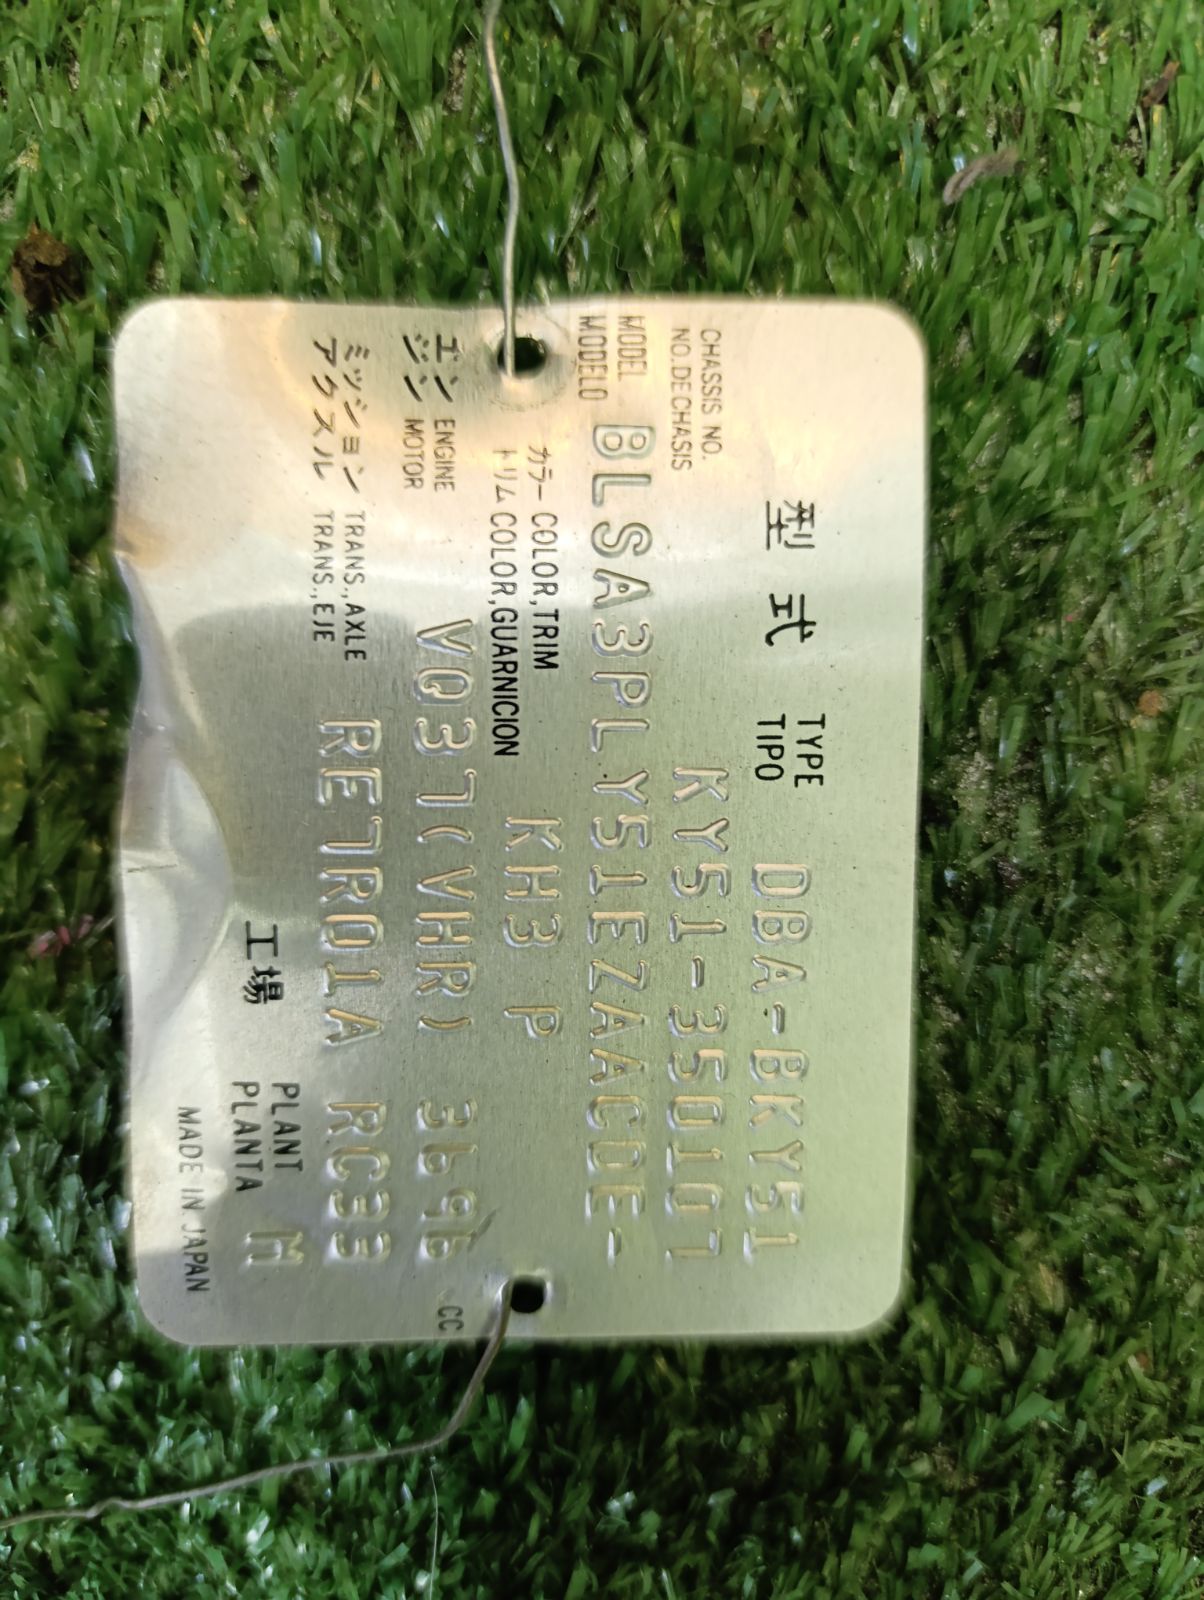 型式 TYPE TIPO DBA-BKY51
CHASSIS NO. NO.DE CHASIS KY51-350107
MODEL MODELO BLSA3PLY51EZAACDE-
カラー COLOR,TRIM
トリム COLOR,GUARNICION KH3 P
エンジン ENGINE MOTOR VQ37(VHR) 3696 CC
ミッション TRANS.,AXLE
アクスル TRANS.,EJE RE7R01A RC33
工場 PLANT PLANTA M
MADE IN JAPAN